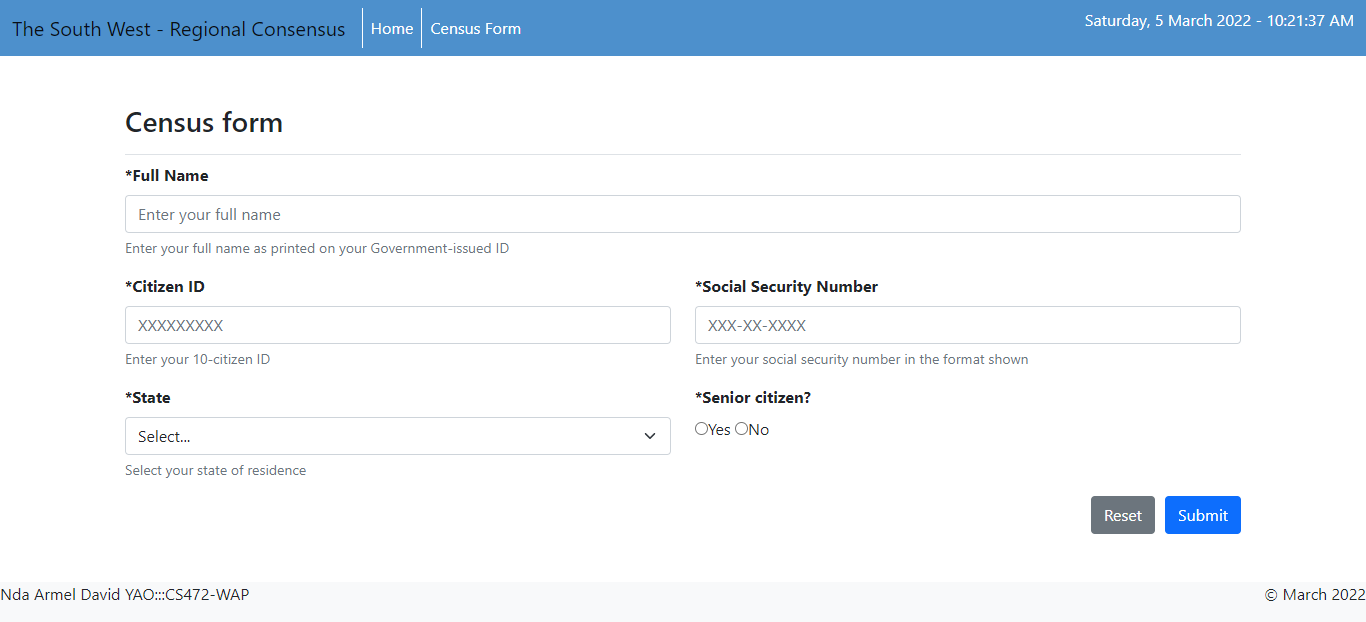 The South West - Regional Consensus Home Census Form Saturday, 5 March 2022 - 10:21:37 AM
Census form
*Full Name
Enter your full name
Enter your full name as printed on your Government-issued ID
*Citizen ID *Social Security Number
XXXXXXXXX XXX-XX-XXXX
Enter your 10-citizen ID Enter your social security number in the format shown
*State *Senior citizen?
Select... Yes No
Select your state of residence
Reset Submit
Nda Armel David YAO:::CS472-WAP © March 2022